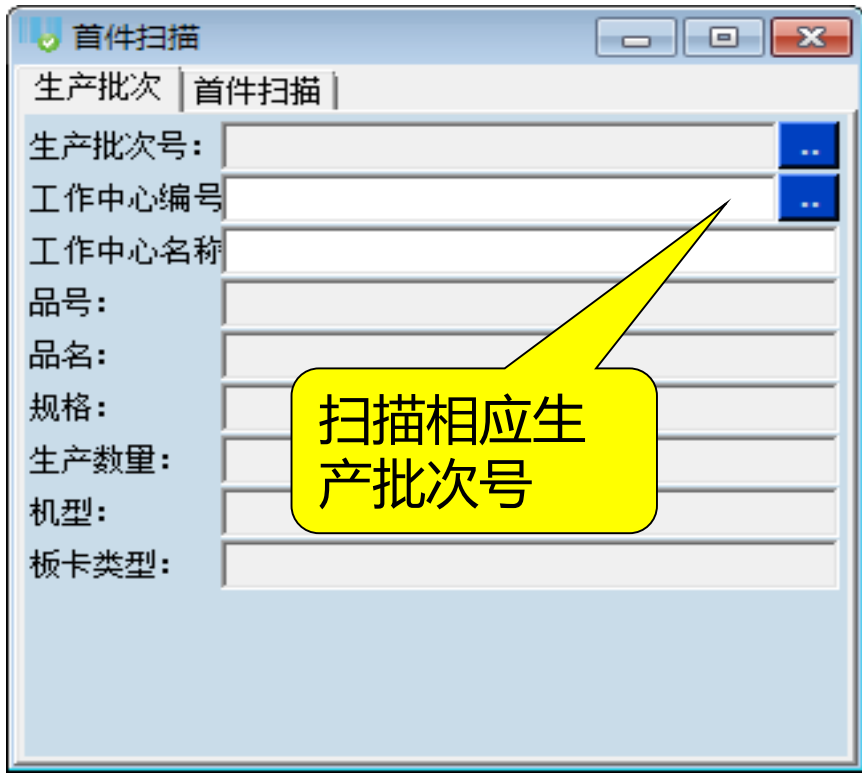 首件扫描
生产批次 首件扫描
生产批次号: ..
工作中心编号 ..
工作中心名称
品号:
品名:
规格:
生产数量:
机型:
板卡类型:
扫描相应生
产批次号